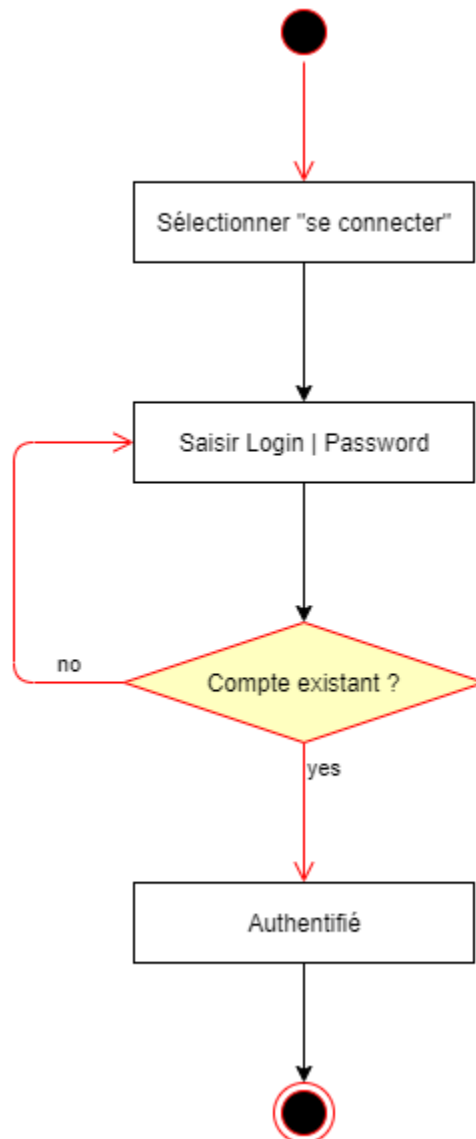 Sélectionner "se connecter"
Saisir Login | Password
no
Compte existant ?
yes
Authentifié